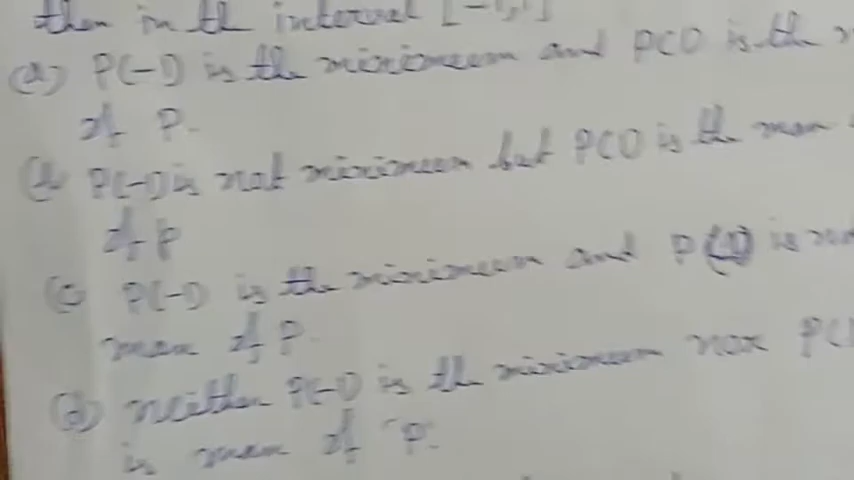 then in the interval [-1,1]
(a) P(-1) is the minimum and P(1) is the
of P.
(b) P(-1) is not minimum but P(1) is the max
of P
(c) P(-1) is the minimum and P(1) is not
max of P.
(d) neither P(-1) is the minimum nor P(1)
is max of P.